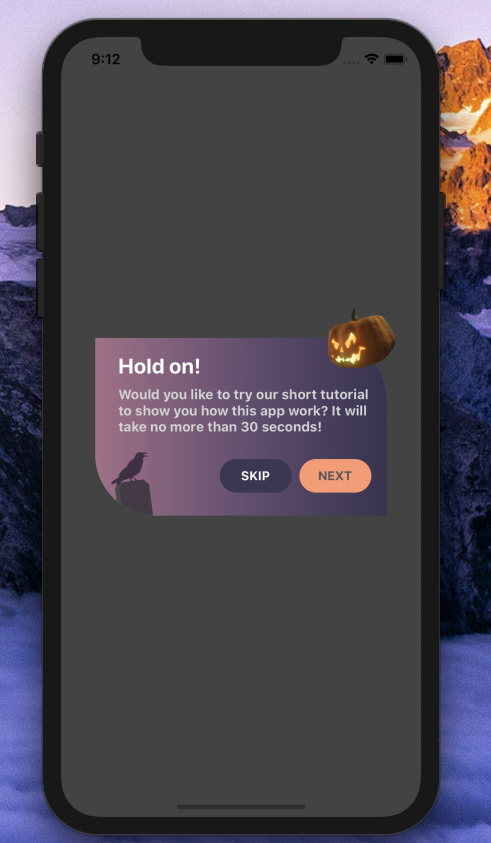 9:12
Hold on!
Would you like to try our short tutorial
to show you how this app work? It will
take no more than 30 seconds!
SKIP NEXT